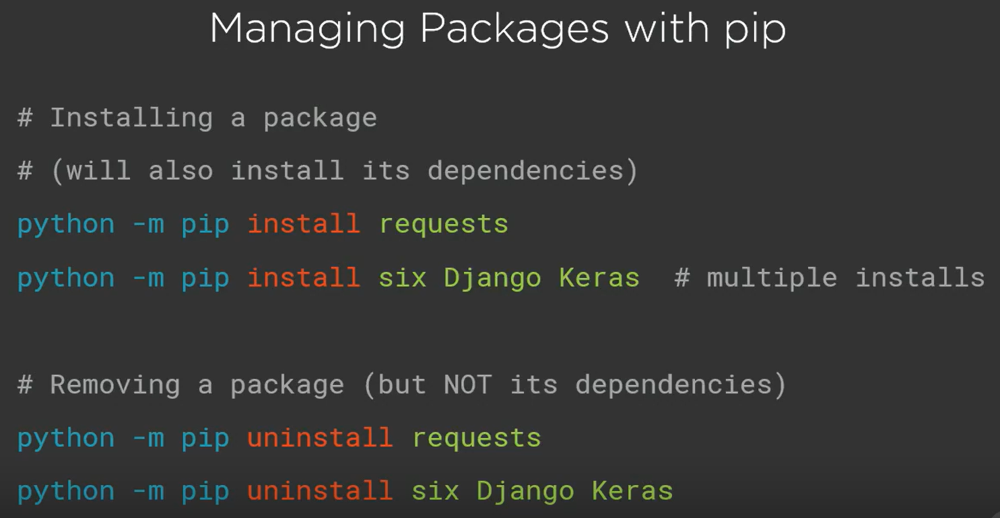 Managing Packages with pip
# Installing a package
# (will also install its dependencies)
python -m pip install requests
python -m pip install six Django Keras  # multiple installs
# Removing a package (but NOT its dependencies)
python -m pip uninstall requests
python -m pip uninstall six Django Keras